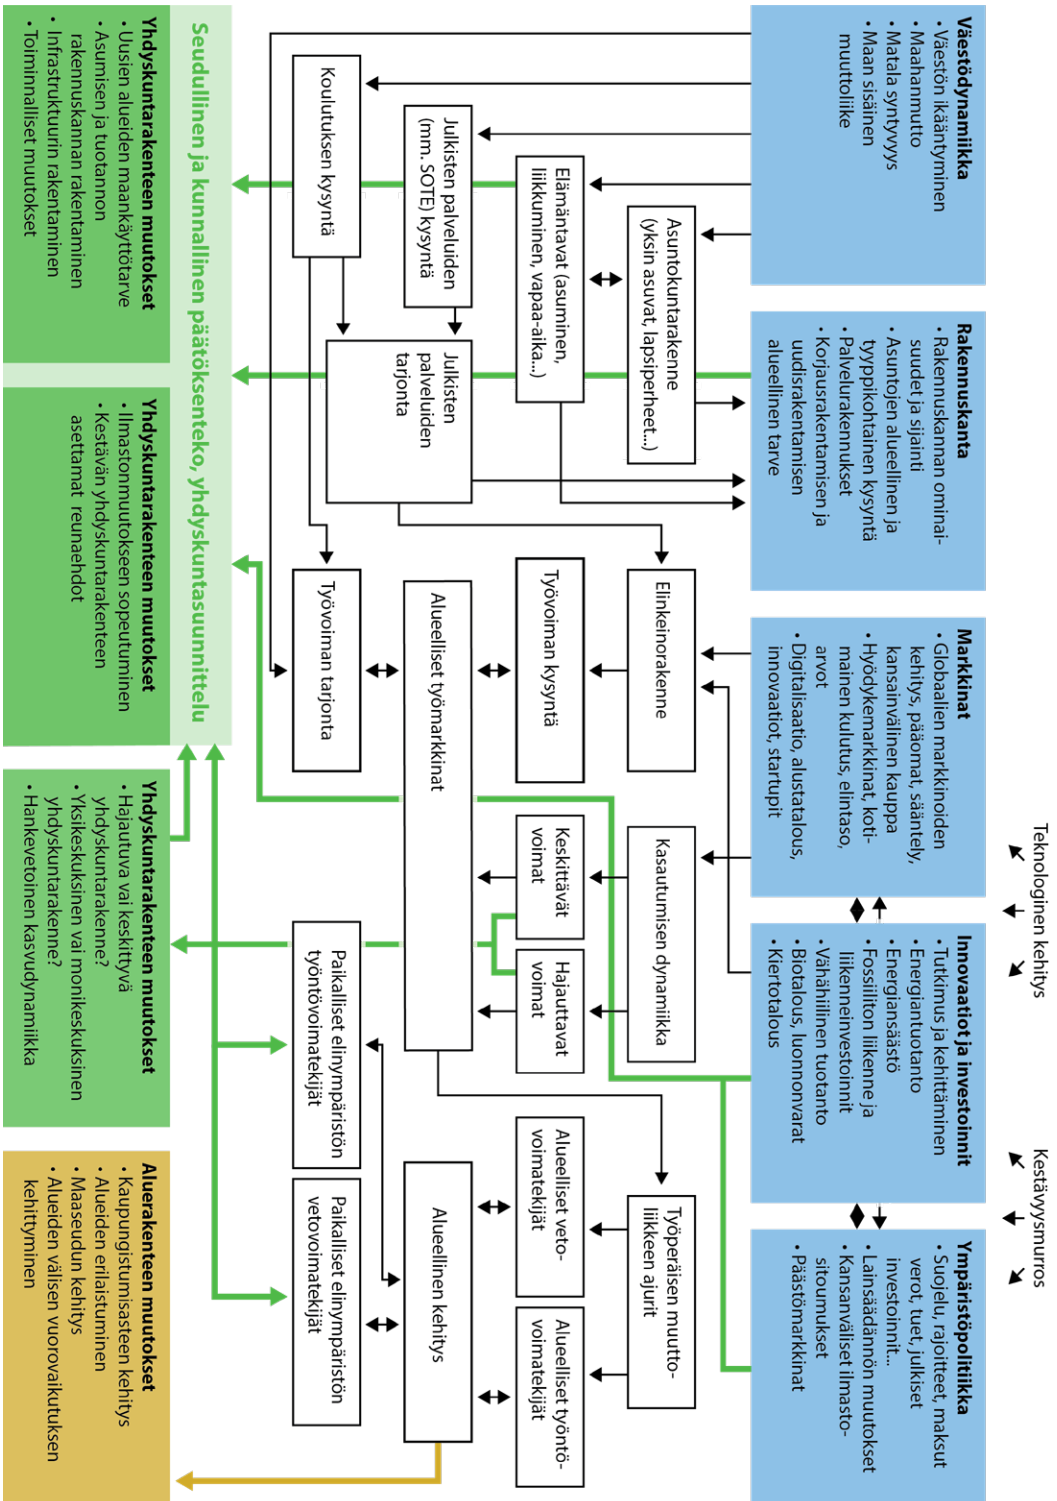 Teknologinen kehitys
Kestävyysmurros
Väestödynamiikka
• Väestön ikääntyminen
• Maahanmutto
• Matala syntyvyys
• Maan sisäinen
muuttoliike
Rakennuskanta
• Rakennuskannan ominai-
suudet ja sijainti
• Asuntojen alueellinen ja
tyyppikohtainen kysyntä
• Palvelurakennukset
• Korjausrakentamisen ja
uudisrakentamisen
alueellinen tarve
Markkinat
• Globaalien markkinoiden
kehitys, pääomat, sääntely,
kansainvälinen kauppa
• Hyödykemarkkinat, koti-
mainen kulutus, elintaso,
arvot
• Digitalisaatio, alustatalous,
innovaatiot, startupit
Innovaatiot ja investoinnit
• Tutkimus ja kehittäminen
• Energiantuotanto
• Energiansäästö
• Fossiiliton liikenne ja
liikenneinvestoinnit
• Vähähiilinen tuotanto
• Biotalous, luonnonvarat
• Kiertotalous
Ympäristöpolitiikka
• Suojelu, rajoitteet, maksut
verot, tuet, julkiset
investoinnit...
• Lainsäädännön muutokset
• Kansanväliset ilmasto-
sitoumukset
• Päästömarkkinat
Asuntokuntarakenne
(yksin asuvat, lapsiperheet...)
Elinkeinorakenne
Kasautumisen dynamiikka
Työperäisen muutto-
liikkeen ajurit
Elämäntavat (asuminen,
liikkuminen, vapaa-aika...)
Työvoiman kysyntä
Keskittävät
voimat
Hajauttavat
voimat
Alueelliset veto-
voimatekijät
Alueelliset työntö-
voimatekijät
Julkisten palveluiden
(mm. SOTE) kysyntä
Julkisten
palveluiden
tarjonta
Alueelliset työmarkkinat
Alueellinen kehitys
Koulutuksen kysyntä
Työvoiman tarjonta
Paikalliset elinympäristön
työntövoimatekijät
Paikalliset elinympäristön
vetovoimatekijät
Seudullinen ja kunnallinen päätöksenteko, yhdyskuntasuunnittelu
Yhdyskuntarakenteen muutokset
• Uusien alueiden maankäyttötarve
• Asumisen ja tuotannon
rakennuskannan rakentaminen
• Infrastruktuurin rakentaminen
• Toiminnalliset muutokset
Yhdyskuntarakenteen muutokset
• Ilmastonmuutokseen sopeutuminen
• Kestävän yhdyskuntarakenteen
asettamat reunaehdot
Yhdyskuntarakenteen muutokset
• Hajautuva vai keskittyvä
yhdyskuntarakenne?
• Yksikeskuksinen vai monikeskuksinen
yhdyskuntarakenne?
• Hankevetoinen kasvudynamiikka
Aluerakenteen muutokset
• Kaupungistumisasteen kehitys
• Alueiden erilaistuminen
• Maaseudun kehitys
• Alueiden välisen vuorovaikutuksen
kehittyminen